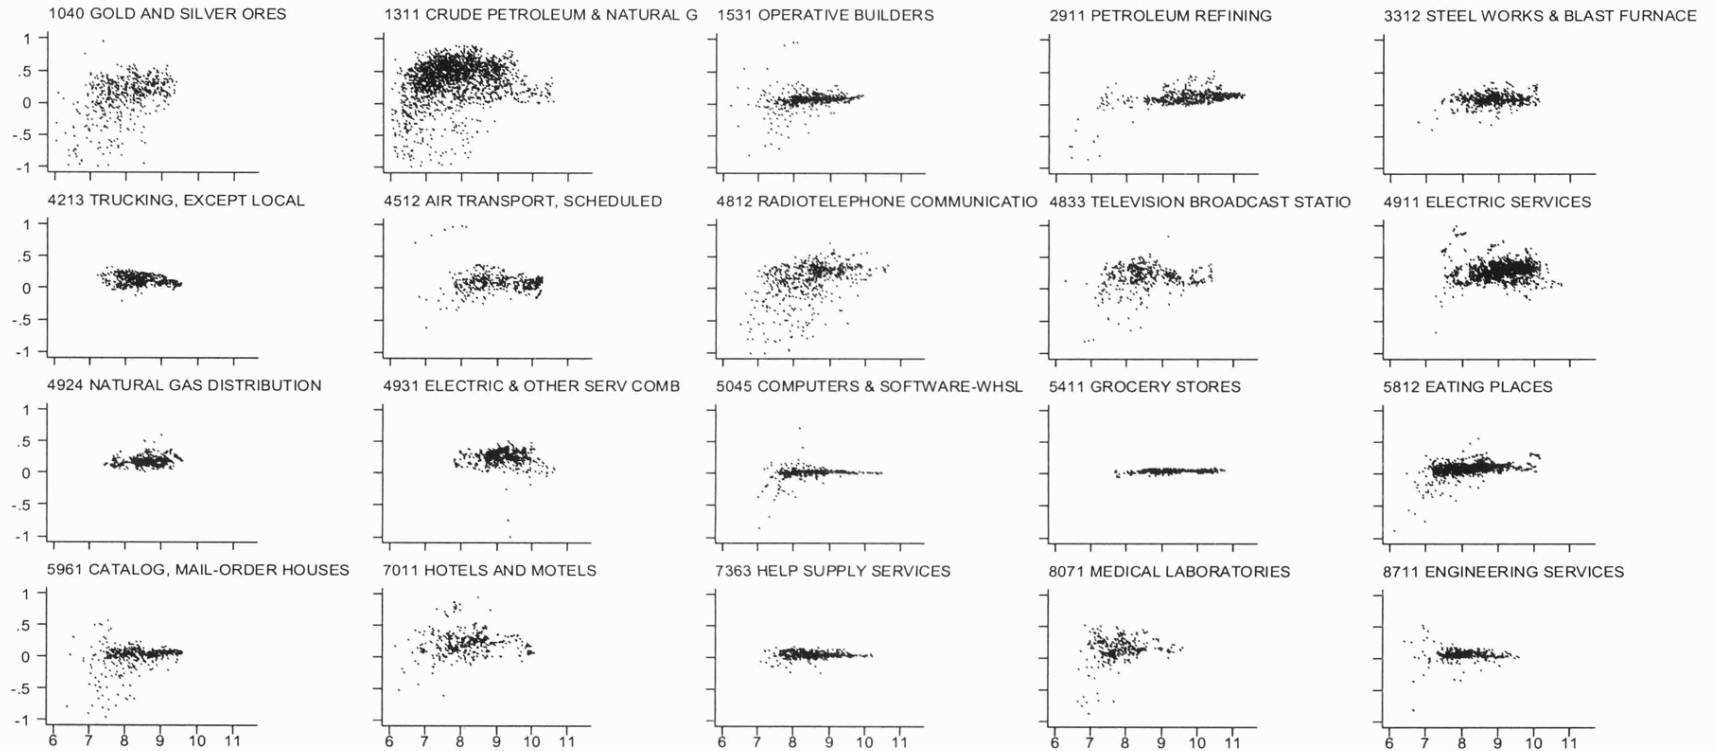 1040 GOLD AND SILVER ORES
1311 CRUDE PETROLEUM & NATURAL G
1531 OPERATIVE BUILDERS
2911 PETROLEUM REFINING
3312 STEEL WORKS & BLAST FURNACE
1
.5
0
-.5
-1
4213 TRUCKING, EXCEPT LOCAL
4512 AIR TRANSPORT, SCHEDULED
4812 RADIOTELEPHONE COMMUNICATIO
4833 TELEVISION BROADCAST STATIO
4911 ELECTRIC SERVICES
1
.5
0
-.5
-1
4924 NATURAL GAS DISTRIBUTION
4931 ELECTRIC & OTHER SERV COMB
5045 COMPUTERS & SOFTWARE-WHSL
5411 GROCERY STORES
5812 EATING PLACES
1
.5
0
-.5
-1
5961 CATALOG, MAIL-ORDER HOUSES
7011 HOTELS AND MOTELS
7363 HELP SUPPLY SERVICES
8071 MEDICAL LABORATORIES
8711 ENGINEERING SERVICES
1
.5
0
-.5
-1
6 7 8 9 10 11
6 7 8 9 10 11
6 7 8 9 10 11
6 7 8 9 10 11
6 7 8 9 10 11